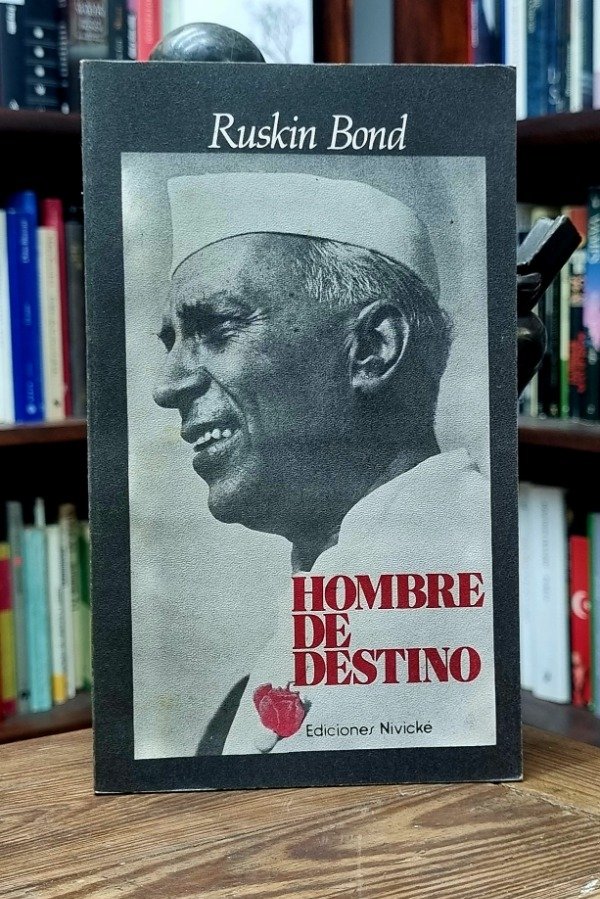 Ruskin Bond
HOMBRE
DE
DESTINO
Ediciones Nivické